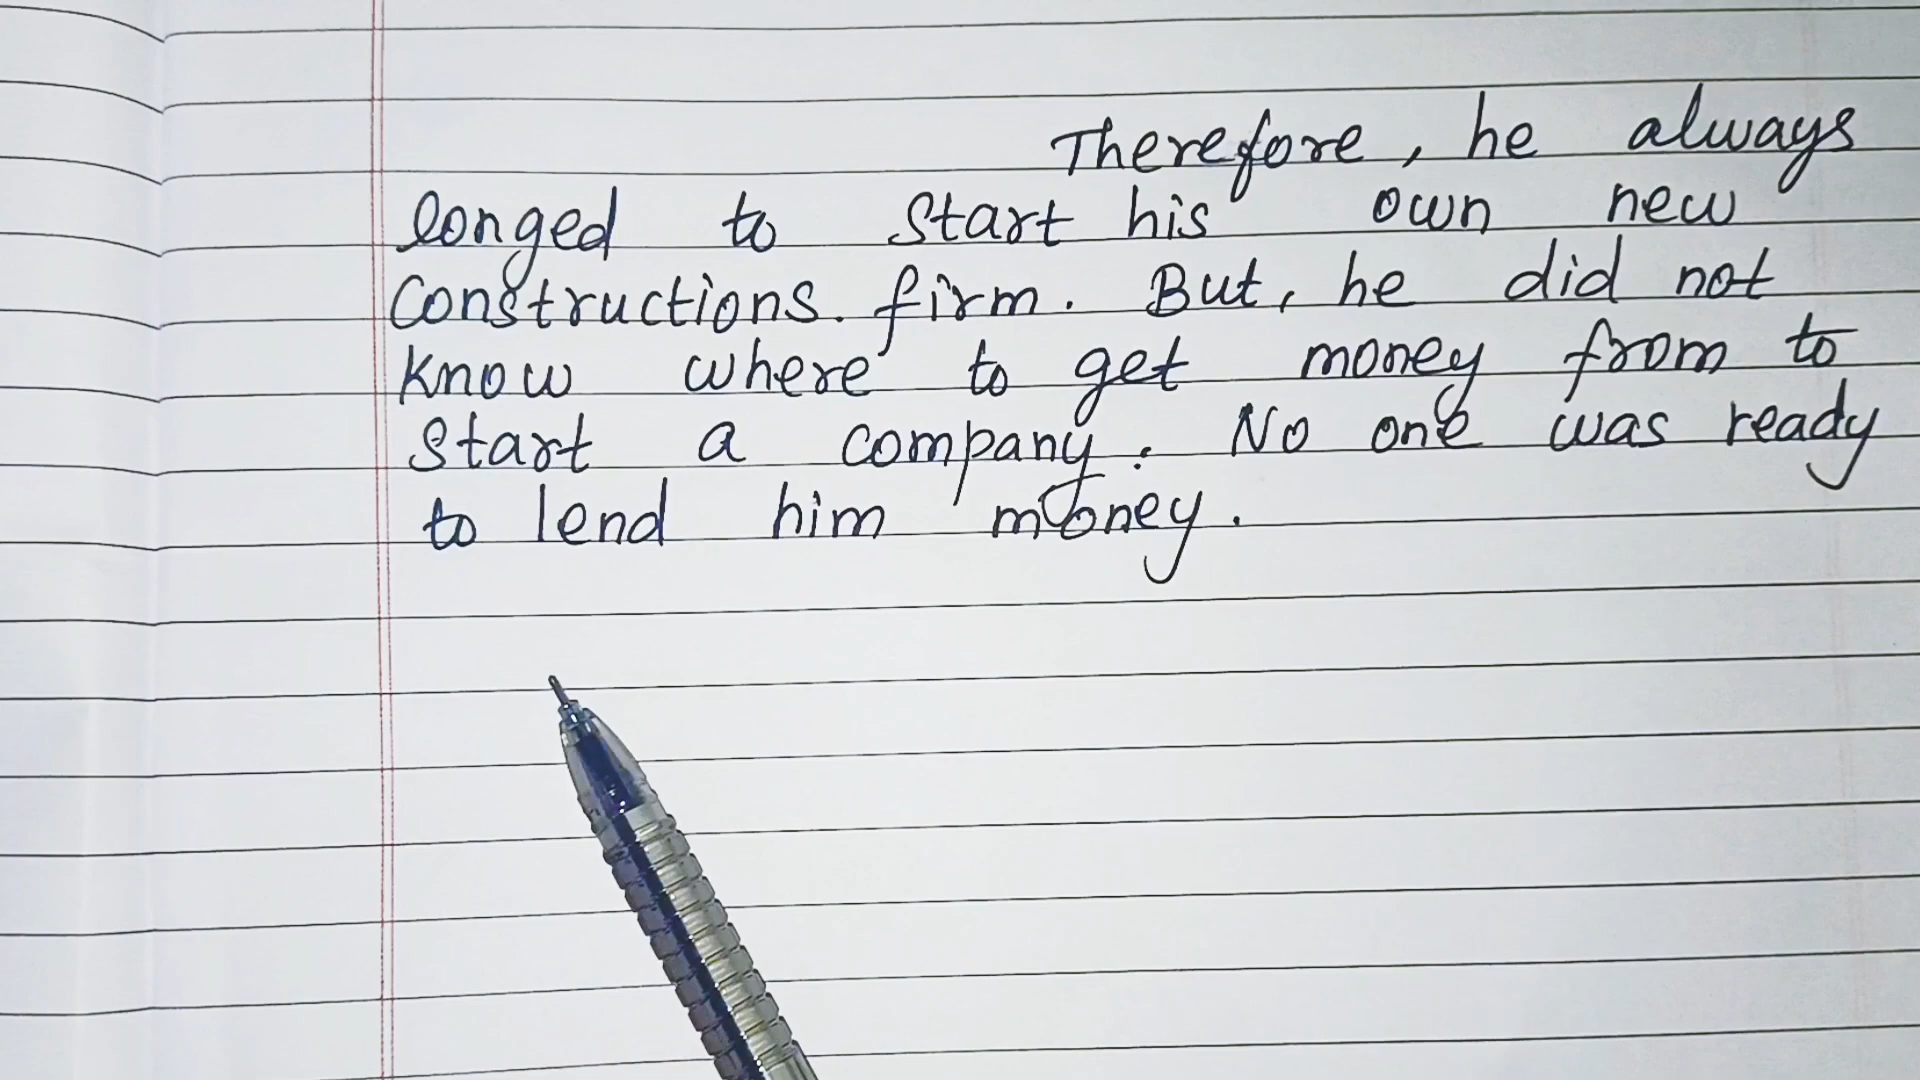 Therefore, he always
longed to start his own new
Constructions. firm. But, he did not
know where to get money from to
start a company. No one was ready
to lend him money.